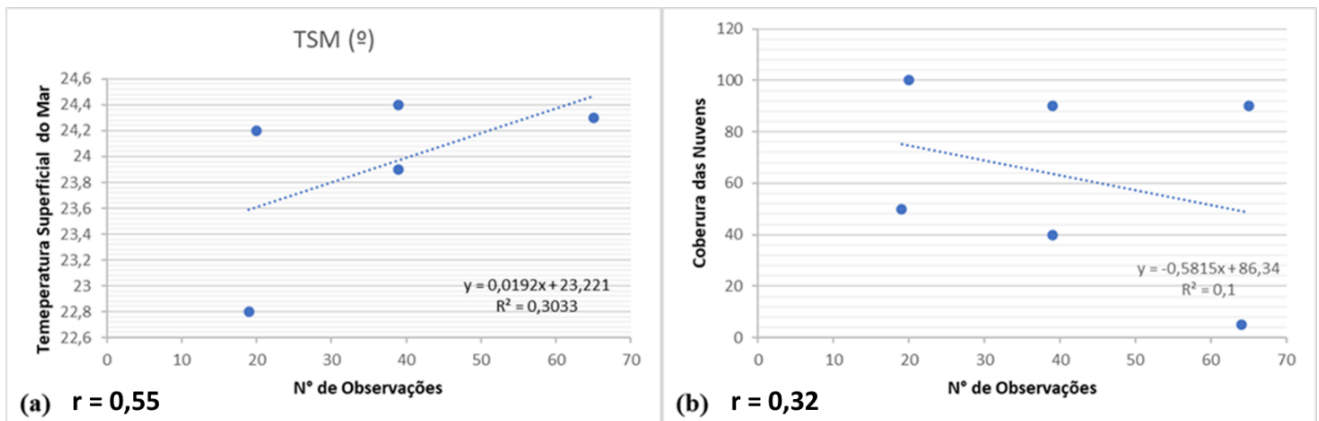 TSM (º)
Temeperatura Superficial do Mar
24,6
24,4
24,2
24
23,8
23,6
23,4
23,2
23
22,8
22,6
y = 0,0192x + 23,221
R² = 0,3033
0 10 20 30 40 50 60 70
N° de Observações
(a) r = 0,55
Coberura das Nuvens
120
100
80
60
40
20
0
y = -0,5815x + 86,34
R² = 0,1
0 10 20 30 40 50 60 70
N° de Observações
(b) r = 0,32